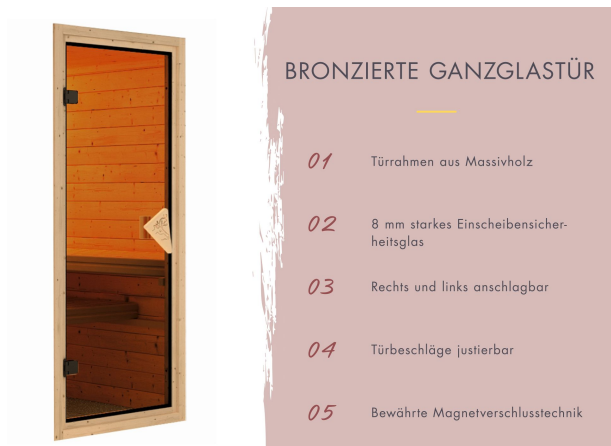 BRONZIERTE GANZGLASTÜR
01 Türrahmen aus Massivholz
02 8 mm starkes Einscheibensicher-
heitsglas
03 Rechts und links anschlagbar
04 Türbeschläge justierbar
05 Bewährte Magnetverschlusstechnik